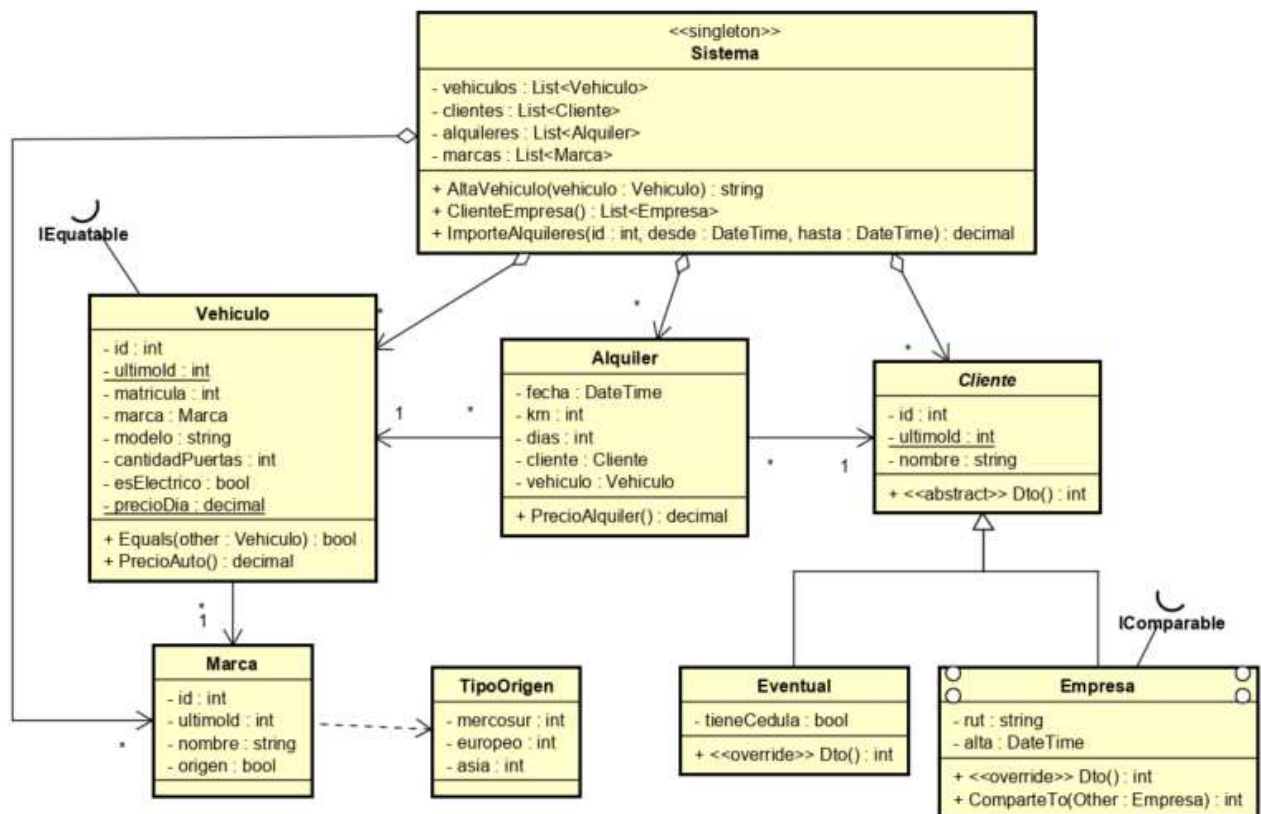 <<singleton>>
Sistema
- vehiculos : List<Vehiculo>
- clientes : List<Cliente>
- alquileres : List<Alquiler>
- marcas : List<Marca>
+ AltaVehiculo(vehiculo : Vehiculo) : string
+ ClienteEmpresa() : List<Empresa>
+ ImporteAlquileres(id : int, desde : DateTime, hasta : DateTime) : decimal
IEquatable
*
*
*
Vehiculo
- id : int
- ultimoId : int
- matricula : int
- marca : Marca
- modelo : string
- cantidadPuertas : int
- esElectrico : bool
- precioDia : decimal
+ Equals(other : Vehiculo) : bool
+ PrecioAuto() : decimal
1
*
Alquiler
- fecha : DateTime
- km : int
- dias : int
- cliente : Cliente
- vehiculo : Vehiculo
+ PrecioAlquiler() : decimal
*
1
Cliente
- id : int
- ultimoId : int
- nombre : string
+ <<abstract>> Dto() : int
*
1
IComparable
*
Marca
- id : int
- ultimoId : int
- nombre : string
- origen : bool
TipoOrigen
- mercosur : int
- europeo : int
- asia : int
Eventual
- tieneCedula : bool
+ <<override>> Dto() : int
Empresa
- rut : string
- alta : DateTime
+ <<override>> Dto() : int
+ ComparteTo(Other : Empresa) : int